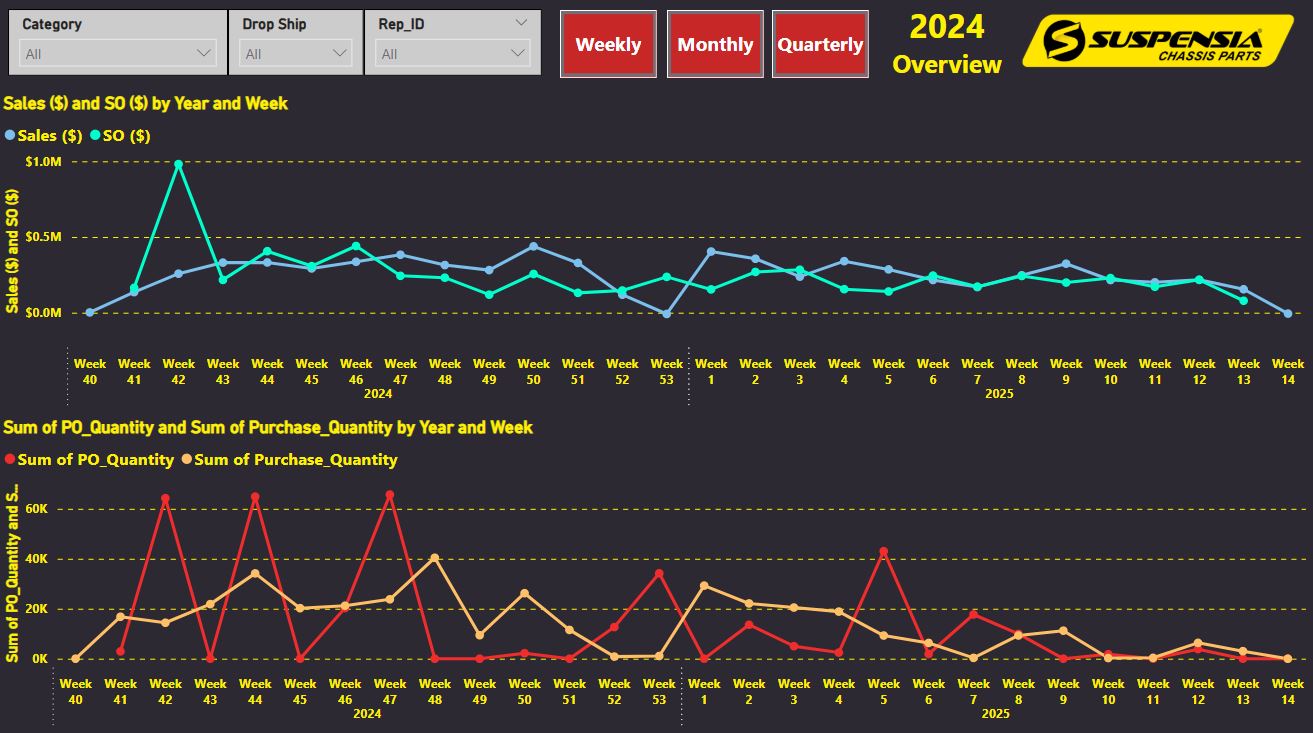 Category
Drop Ship
Rep_ID
All
All
All
Weekly
Monthly
Quarterly
2024
Overview
SUSPENSIA
CHASSIS PARTS
Sales ($) and SO ($) by Year and Week
Sales ($) SO ($)
Sales ($) and SO ($)
$1.0M
$0.5M
$0.0M
Week 40 Week 41 Week 42 Week 43 Week 44 Week 45 Week 46 Week 47 Week 48 Week 49 Week 50 Week 51 Week 52 Week 53 Week 1 Week 2 Week 3 Week 4 Week 5 Week 6 Week 7 Week 8 Week 9 Week 10 Week 11 Week 12 Week 13 Week 14
2024 2025
Sum of PO_Quantity and Sum of Purchase_Quantity by Year and Week
Sum of PO_Quantity Sum of Purchase_Quantity
Sum of PO_Quantity and S...
60K
40K
20K
0K
Week 40 Week 41 Week 42 Week 43 Week 44 Week 45 Week 46 Week 47 Week 48 Week 49 Week 50 Week 51 Week 52 Week 53 Week 1 Week 2 Week 3 Week 4 Week 5 Week 6 Week 7 Week 8 Week 9 Week 10 Week 11 Week 12 Week 13 Week 14
2024 2025